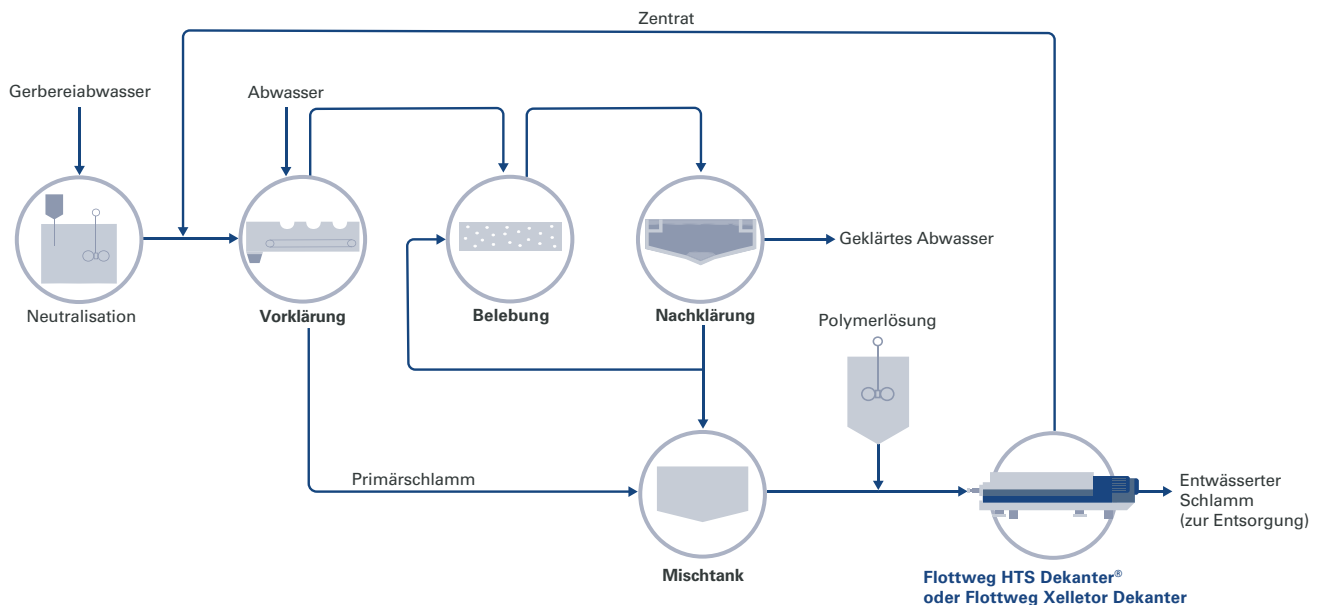 Zentrat
Gerbereiabwasser
Abwasser
Geklärtes Abwasser
Neutralisation
Vorklärung
Belebung
Nachklärung
Polymerlösung
Primärschlamm
Entwässerter
Schlamm
(zur Entsorgung)
Mischtank
Flottweg HTS Dekanter®
oder Flottweg Xelletor Dekanter